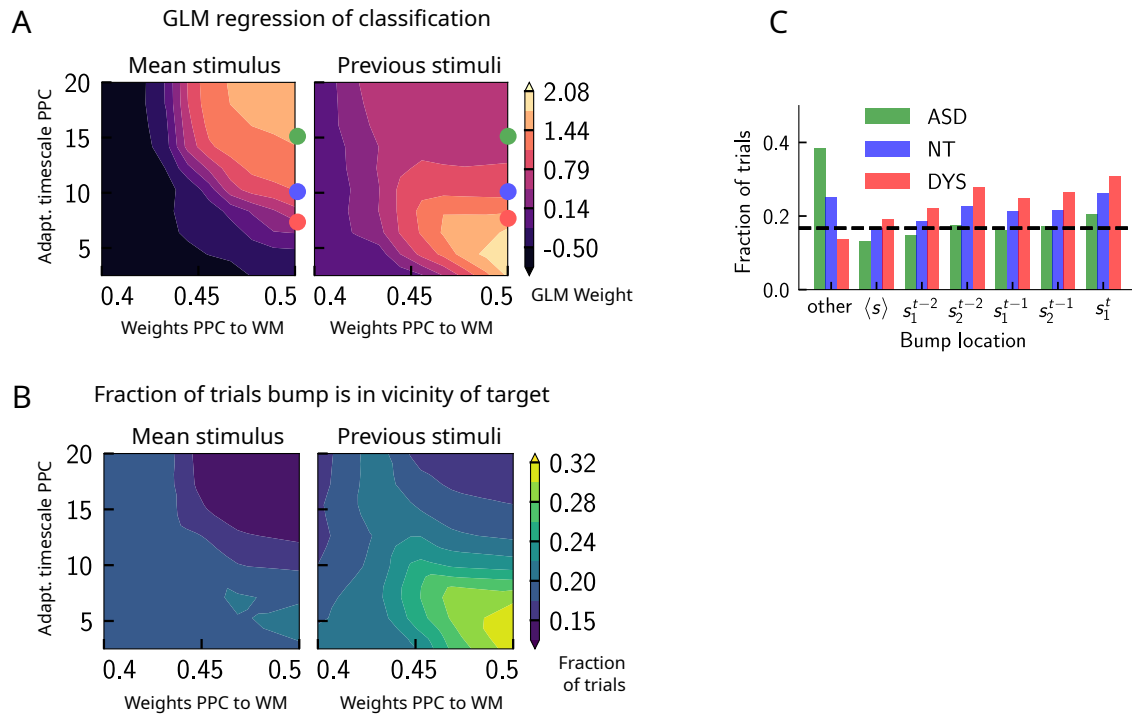 A
GLM regression of classification
Mean stimulus
Previous stimuli
Adapt. timescale PPC
20
15
10
5
0.4
0.45
0.5
0.4
0.45
0.5
Weights PPC to WM
Weights PPC to WM
2.08
1.44
0.79
0.14
-0.50
GLM Weight
B
Fraction of trials bump is in vicinity of target
Mean stimulus
Previous stimuli
Adapt. timescale PPC
20
15
10
5
0.4
0.45
0.5
0.4
0.45
0.5
Weights PPC to WM
Weights PPC to WM
0.32
0.28
0.24
0.20
0.15
Fraction
of trials
C
ASD
NT
DYS
Fraction of trials
0.4
0.2
0.0
other ⟨s⟩ s₁ᵗ⁻² s₂ᵗ⁻² s₁ᵗ⁻¹ s₂ᵗ⁻¹ s₁ᵗ
Bump location